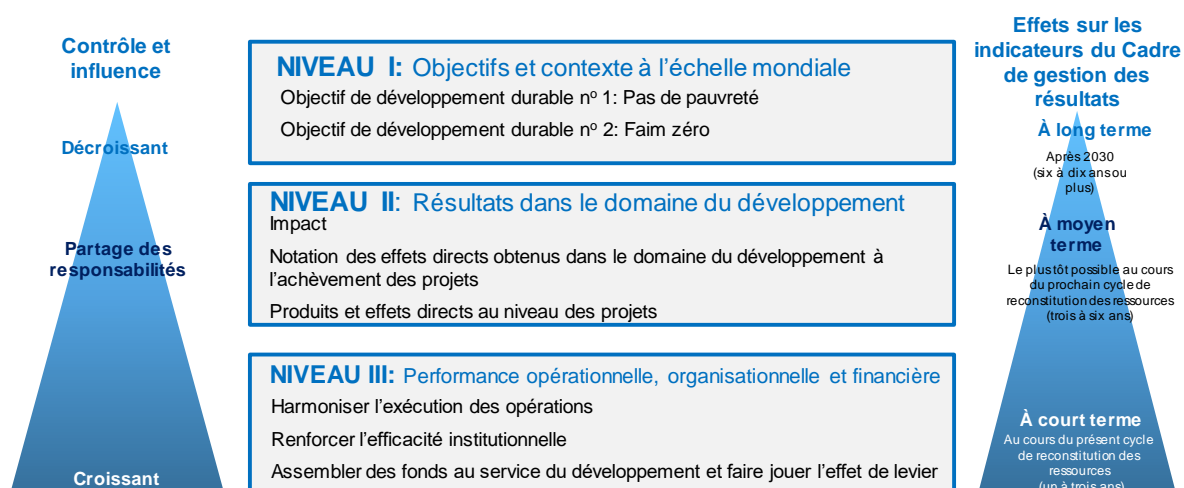 Contrôle et
influence
Décroissant
Partage des
responsabilités
Croissant
NIVEAU I: Objectifs et contexte à l’échelle mondiale
Objectif de développement durable nº 1: Pas de pauvreté
Objectif de développement durable nº 2: Faim zéro
NIVEAU II: Résultats dans le domaine du développement
Impact
Notation des effets directs obtenus dans le domaine du développement à
l’achèvement des projets
Produits et effets directs au niveau des projets
NIVEAU III: Performance opérationnelle, organisationnelle et financière
Harmoniser l’exécution des opérations
Renforcer l’efficacité institutionnelle
Assembler des fonds au service du développement et faire jouer l’effet de levier
Effets sur les
indicateurs du Cadre
de gestion des
résultats
À long terme
Après 2030
(six à dix ans ou
plus)
À moyen
terme
Le plus tôt possible au cours
du prochain cycle de
reconstitution des ressources
(trois à six ans)
À court terme
Au cours du présent cycle
de reconstitution des
ressources
(un à trois ans)